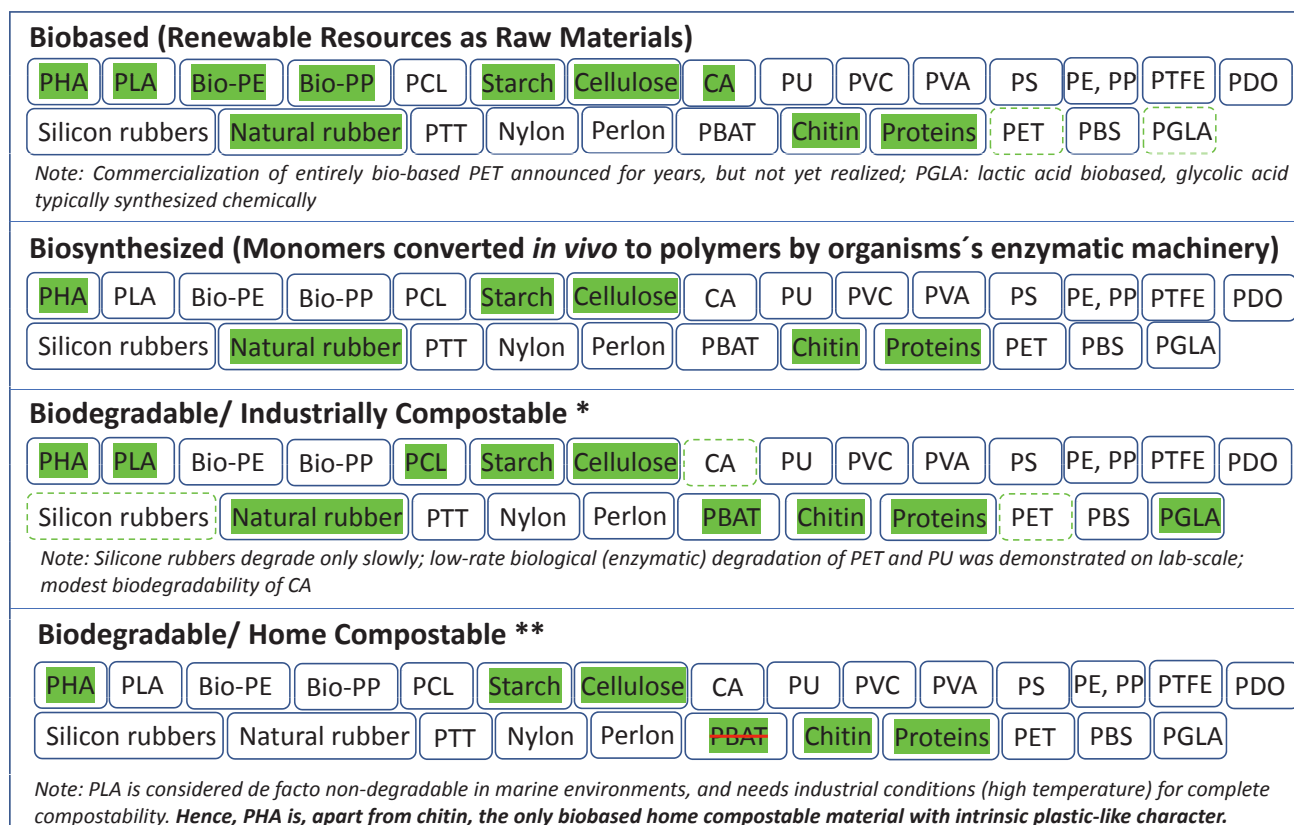 Biobased (Renewable Resources as Raw Materials)
PHA PLA Bio-PE Bio-PP PCL Starch Cellulose CA PU PVC PVA PS PE, PP PTFE PDO
Silicon rubbers Natural rubber PTT Nylon Perlon PBAT Chitin Proteins PET PBS PGLA
Note: Commercialization of entirely bio-based PET announced for years, but not yet realized; PGLA: lactic acid biobased, glycolic acid
typically synthesized chemically
Biosynthesized (Monomers converted in vivo to polymers by organisms´s enzymatic machinery)
PHA PLA Bio-PE Bio-PP PCL Starch Cellulose CA PU PVC PVA PS PE, PP PTFE PDO
Silicon rubbers Natural rubber PTT Nylon Perlon PBAT Chitin Proteins PET PBS PGLA
Biodegradable/ Industrially Compostable *
PHA PLA Bio-PE Bio-PP PCL Starch Cellulose CA PU PVC PVA PS PE, PP PTFE PDO
Silicon rubbers Natural rubber PTT Nylon Perlon PBAT Chitin Proteins PET PBS PGLA
Note: Silicone rubbers degrade only slowly; low-rate biological (enzymatic) degradation of PET and PU was demonstrated on lab-scale;
modest biodegradability of CA
Biodegradable/ Home Compostable **
PHA PLA Bio-PE Bio-PP PCL Starch Cellulose CA PU PVC PVA PS PE, PP PTFE PDO
Silicon rubbers Natural rubber PTT Nylon Perlon PBAT Chitin Proteins PET PBS PGLA
Note: PLA is considered de facto non-degradable in marine environments, and needs industrial conditions (high temperature) for complete
compostability. Hence, PHA is, apart from chitin, the only biobased home compostable material with intrinsic plastic-like character.